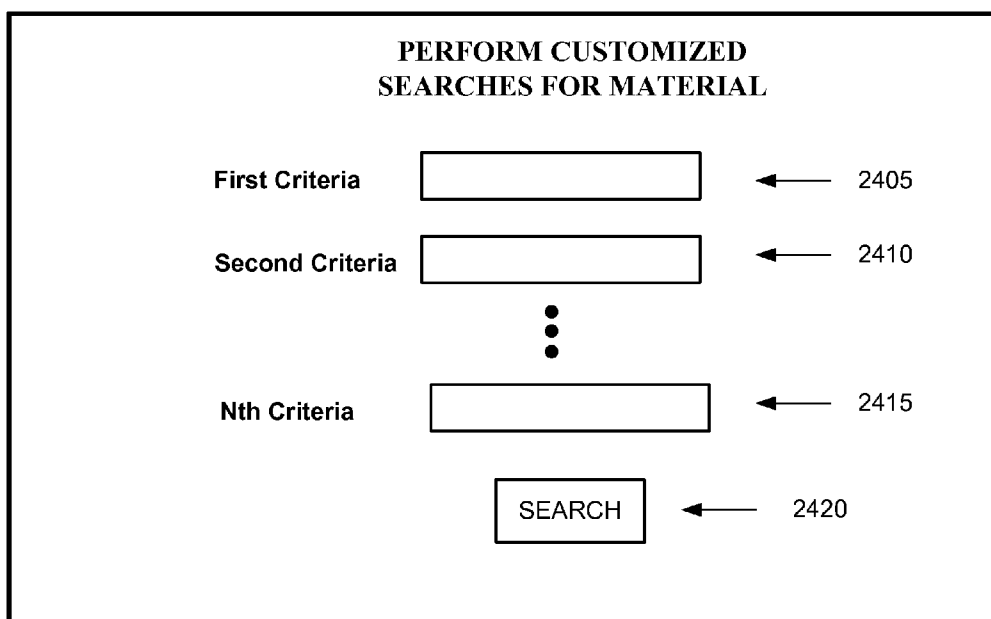 PERFORM CUSTOMIZED
SEARCHES FOR MATERIAL
First Criteria
2405
Second Criteria
2410
Nth Criteria
2415
SEARCH
2420